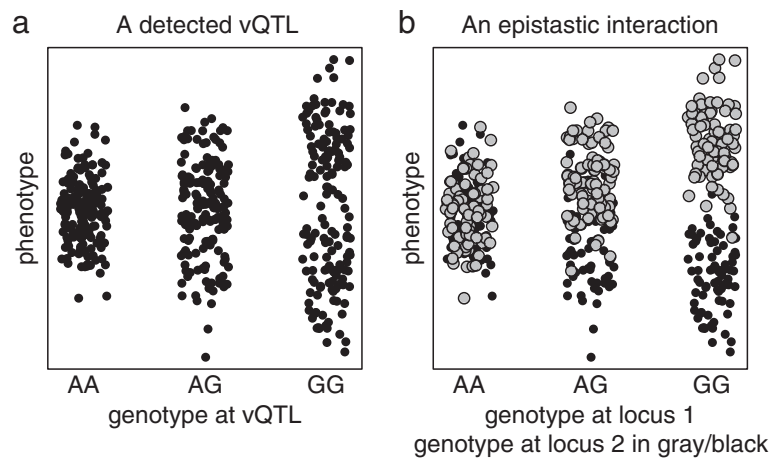 a
A detected vQTL
phenotype
AA AG GG
genotype at vQTL
b
An epistastic interaction
phenotype
AA AG GG
genotype at locus 1
genotype at locus 2 in gray/black